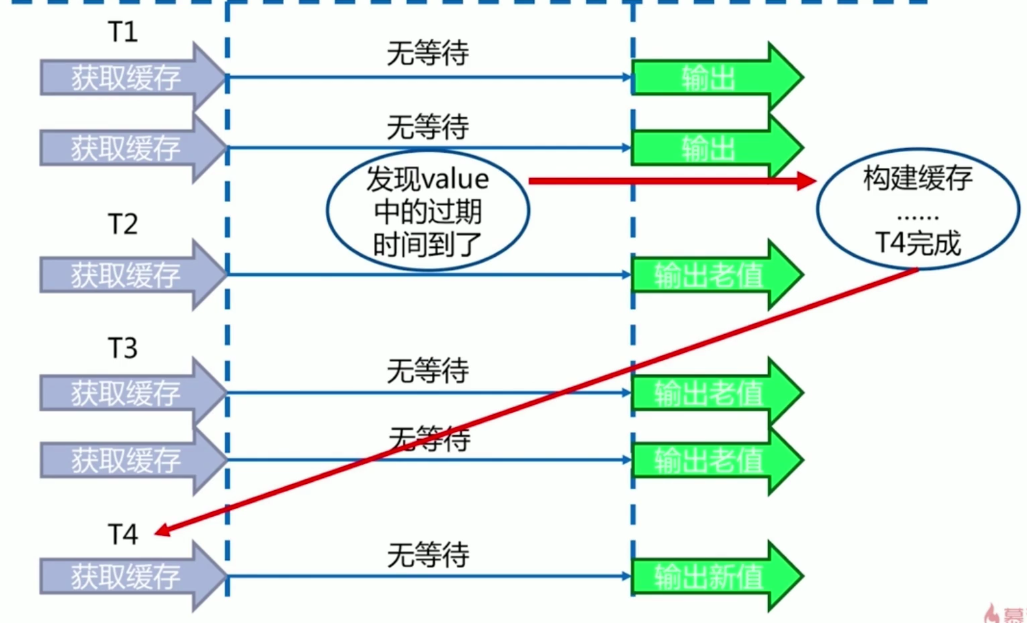 T1
获取缓存
无等待
输出
获取缓存
无等待
输出
发现value
中的过期
时间到了
构建缓存
......
T4完成
T2
获取缓存
输出老值
T3
获取缓存
无等待
输出老值
获取缓存
无等待
输出老值
T4
获取缓存
无等待
输出新值